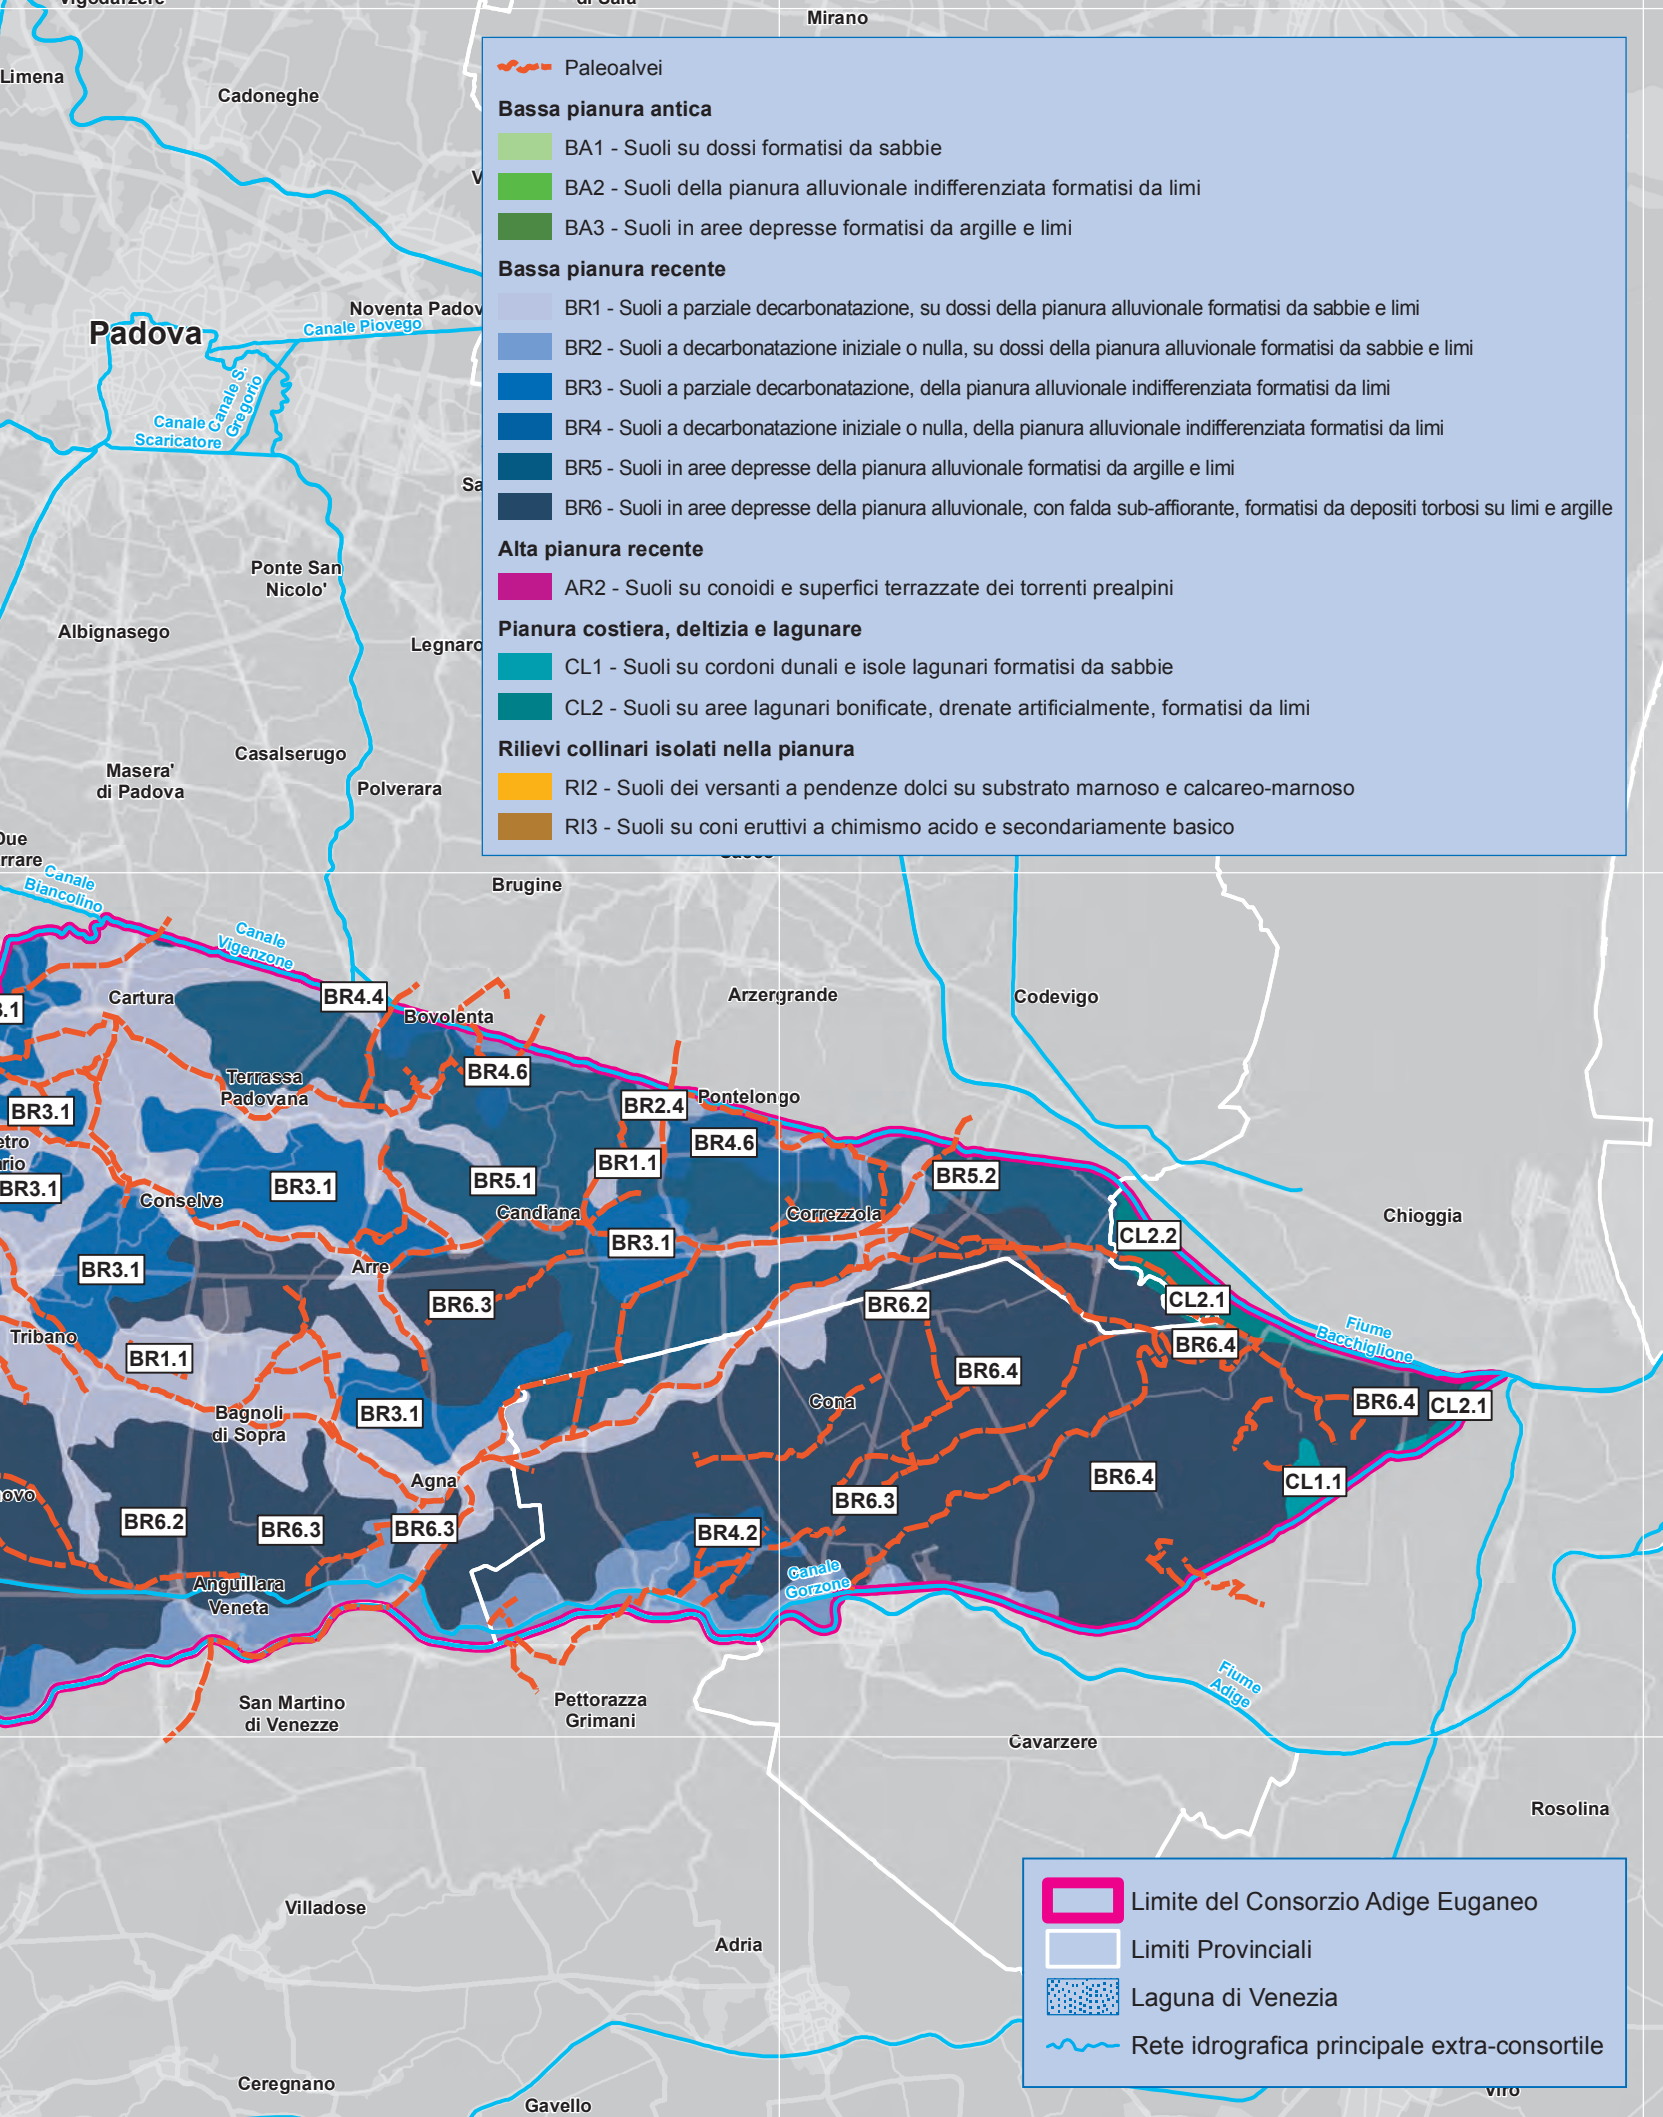 Vigodarzere
di Sala
Mirano
Limena
Cadoneghe
Noventa Padov
Canale Piovego
Padova
Canale S.
Gregorio
Canale
Scaricatore
Sa
Ponte San
Nicolo'
Albignasego
Legnaro
Casalserugo
Masera'
di Padova
Polverara
Paleoalvei
Bassa pianura antica
BA1 - Suoli su dossi formatisi da sabbie
BA2 - Suoli della pianura alluvionale indifferenziata formatisi da limi
BA3 - Suoli in aree depresse formatisi da argille e limi
Bassa pianura recente
BR1 - Suoli a parziale decarbonatazione, su dossi della pianura alluvionale formatisi da sabbie e limi
BR2 - Suoli a decarbonatazione iniziale o nulla, su dossi della pianura alluvionale formatisi da sabbie e limi
BR3 - Suoli a parziale decarbonatazione, della pianura alluvionale indifferenziata formatisi da limi
BR4 - Suoli a decarbonatazione iniziale o nulla, della pianura alluvionale indifferenziata formatisi da limi
BR5 - Suoli in aree depresse della pianura alluvionale formatisi da argille e limi
BR6 - Suoli in aree depresse della pianura alluvionale, con falda sub-affiorante, formatisi da depositi torbosi su limi e argille
Alta pianura recente
AR2 - Suoli su conoidi e superfici terrazzate dei torrenti prealpini
Pianura costiera, deltizia e lagunare
CL1 - Suoli su cordoni dunali e isole lagunari formatisi da sabbie
CL2 - Suoli su aree lagunari bonificate, drenate artificialmente, formatisi da limi
Rilievi collinari isolati nella pianura
RI2 - Suoli dei versanti a pendenze dolci su substrato marnoso e calcareo-marnoso
RI3 - Suoli su coni eruttivi a chimismo acido e secondariamente basico
Due
rrare
Canale
Biancolino
Brugine
Canale
Vigenzone
Cartura
BR4.4
Arzergrande
Codevigo
3.1
Bovolenta
BR4.6
Terrassa
Padovana
BR3.1
BR2.4
Pontelongo
etro
ario
BR4.6
BR1.1
BR5.2
BR3.1
BR3.1
BR5.1
Conselve
Candiana
Correzzola
Chioggia
CL2.2
BR3.1
BR3.1
Arre
BR6.3
BR6.2
CL2.1
Fiume
Bacchiglione
Tribano
BR6.4
BR1.1
BR6.4
Cona
BR6.4
CL2.1
BR3.1
Bagnoli
di Sopra
Agna
BR6.4
CL1.1
ovo
BR6.3
BR6.2
BR6.3
BR6.3
BR4.2
Canale
Gorzone
Anguillara
Veneta
Fiume
Adige
San Martino
di Venezze
Pettorazza
Grimani
Cavarzere
Rosolina
Villadose
Adria
Limite del Consorzio Adige Euganeo
Limiti Provinciali
Laguna di Venezia
Rete idrografica principale extra-consortile
Ceregnano
Gavello